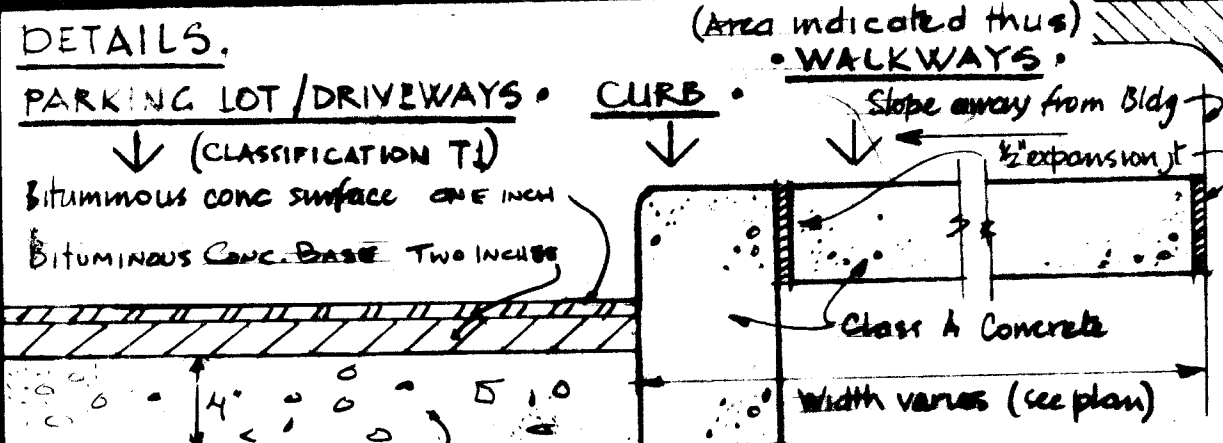 DETAILS.
(Area indicated thus)
• WALKWAYS •
PARKING LOT/DRIVEWAYS • CURB •
Slope away from Bldg
(CLASSIFICATION T1)
1/2" expansion jt
Bituminous conc surface ONE INCH
BITUMINOUS CONC. BASE TWO INCHES
Class A Concrete
4"
Width varies (see plan)